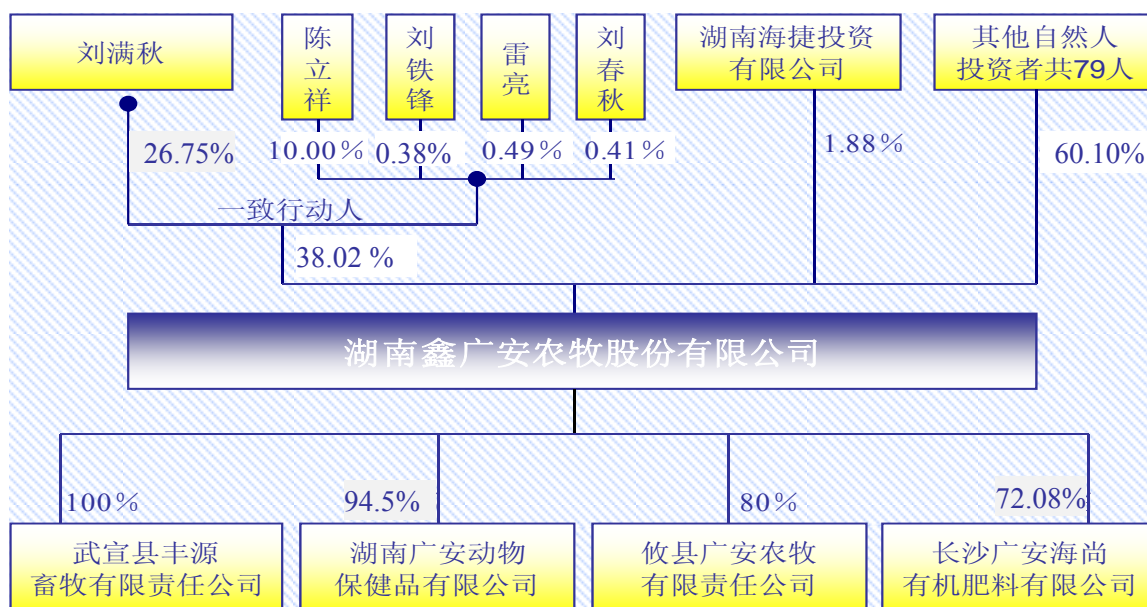 刘满秋
陈立祥
刘铁锋
雷亮
刘春秋
湖南海捷投资
有限公司
其他自然人
投资者共79人
26.75%
10.00%
0.38%
0.49%
0.41%
1.88%
60.10%
一致行动人
38.02 %
湖南鑫广安农牧股份有限公司
100%
94.5%
80%
72.08%
武宣县丰源
畜牧有限责任公司
湖南广安动物
保健品有限公司
攸县广安农牧
有限责任公司
长沙广安海尚
有机肥料有限公司